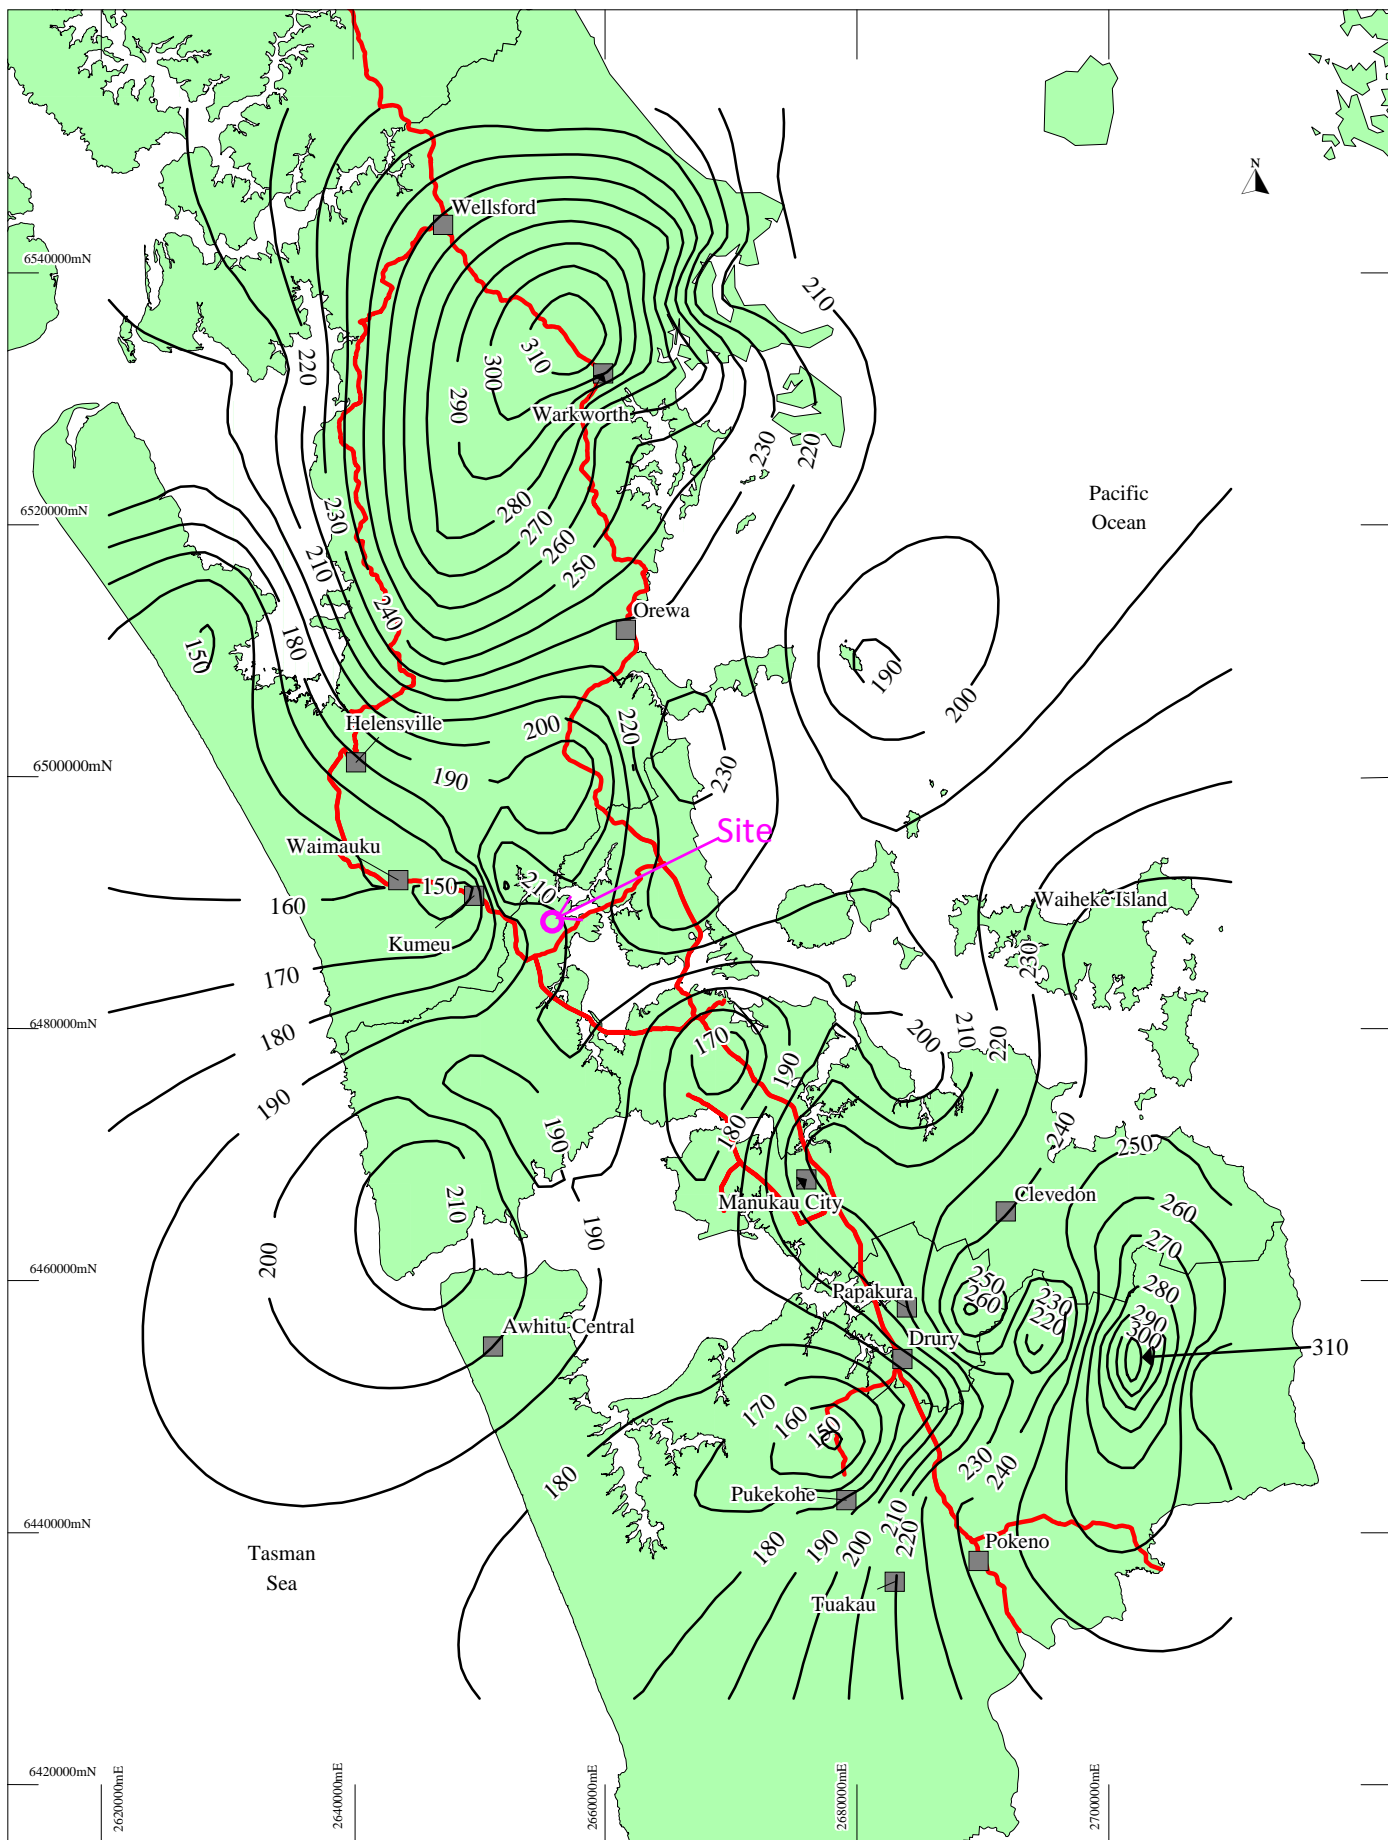 N
Wellsford
6540000mN
210
220
310
300
290
Warkworth
230
220
Pacific
Ocean
280
230
6520000mN
270
260
210
250
240
Orewa
180
150
190
200
Helensville
200
220
190
230
6500000mN
Site
Waimauku
150
210
160
Waiheke Island
Kumeu
230
170
180
200
210
220
6480000mN
170
190
190
180
240
250
190
Manukau City
Clevedon
210
260
190
200
270
6460000mN
250
260
230
220
280
290
300
310
Papakura
Drury
Awhitu Central
170
160
150
180
230
240
Pukekohe
210
220
180
190
200
6440000mN
Pokeno
Tasman
Sea
Tuakau
6420000mN
2620000mE
2640000mE
2660000mE
2680000mE
2700000mE